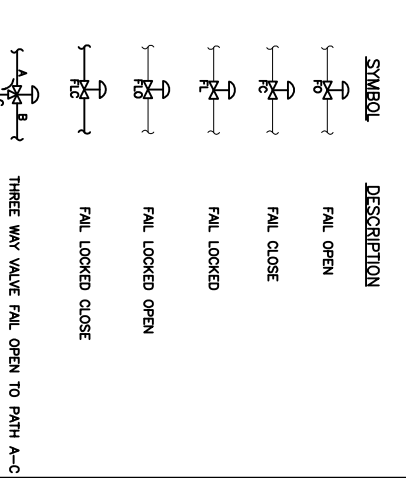 SYMBOL DESCRIPTION
FO FAIL OPEN
FC FAIL CLOSE
FL FAIL LOCKED
FLO FAIL LOCKED OPEN
FLC FAIL LOCKED CLOSE
A B C THREE WAY VALVE FAIL OPEN TO PATH A-C